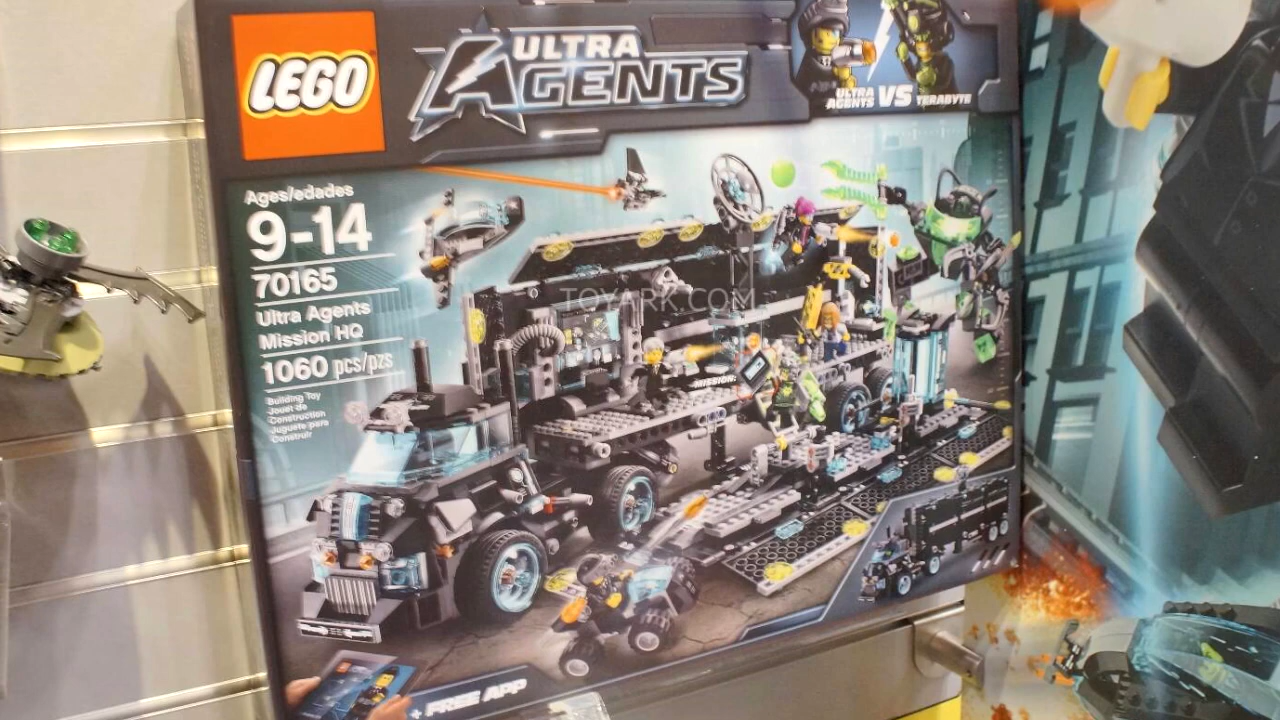 LEGO
ULTRA
AGENTS
ULTRA
AGENTS VS TERABYTE
Ages/edades
9-14
70165
Ultra Agents
Mission HQ
1060 pcs/pzs
Building Toy
Jouet de
Construction
Juguete para
Construir
TOYARK.COM
MISSION:
+ FREE APP